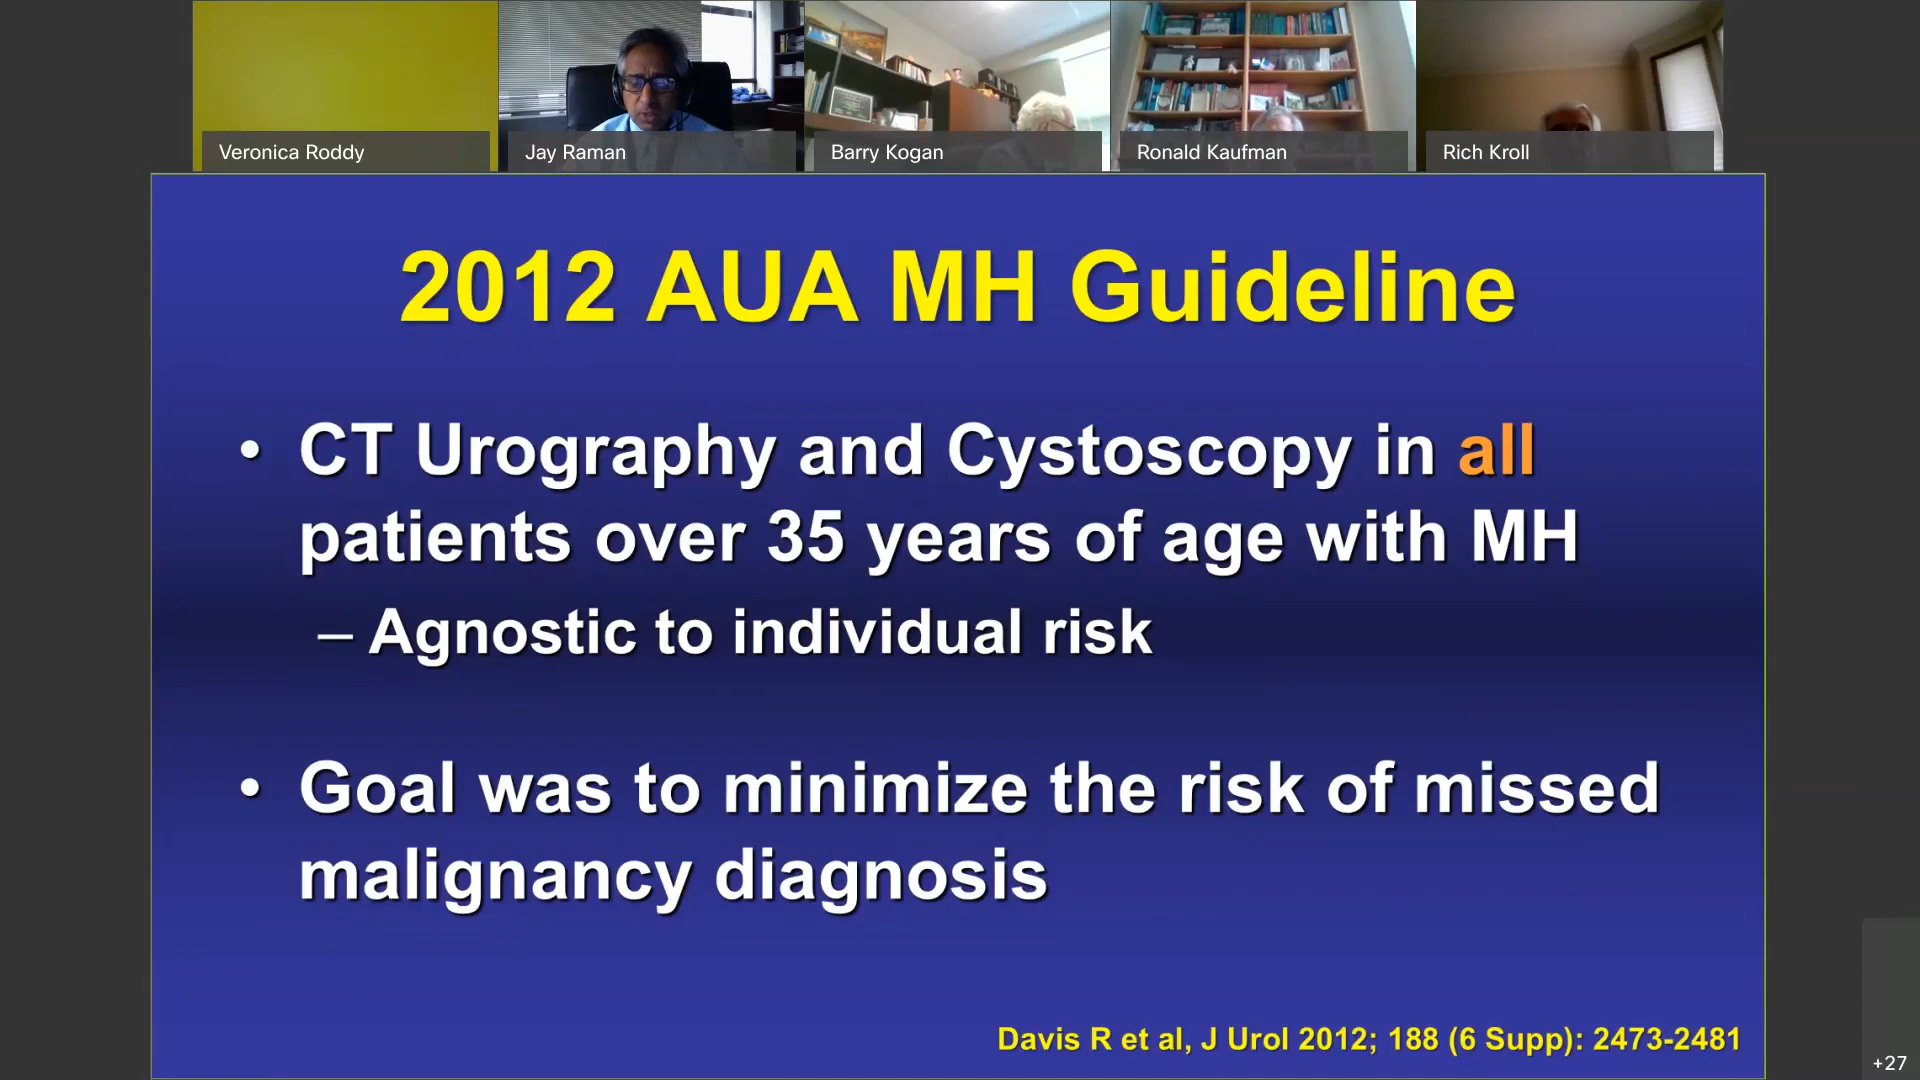 Veronica Roddy
Jay Raman
Barry Kogan
Ronald Kaufman
Rich Kroll
2012 AUA MH Guideline
• CT Urography and Cystoscopy in all
patients over 35 years of age with MH
– Agnostic to individual risk
• Goal was to minimize the risk of missed
malignancy diagnosis
Davis R et al, J Urol 2012; 188 (6 Supp): 2473-2481
+27